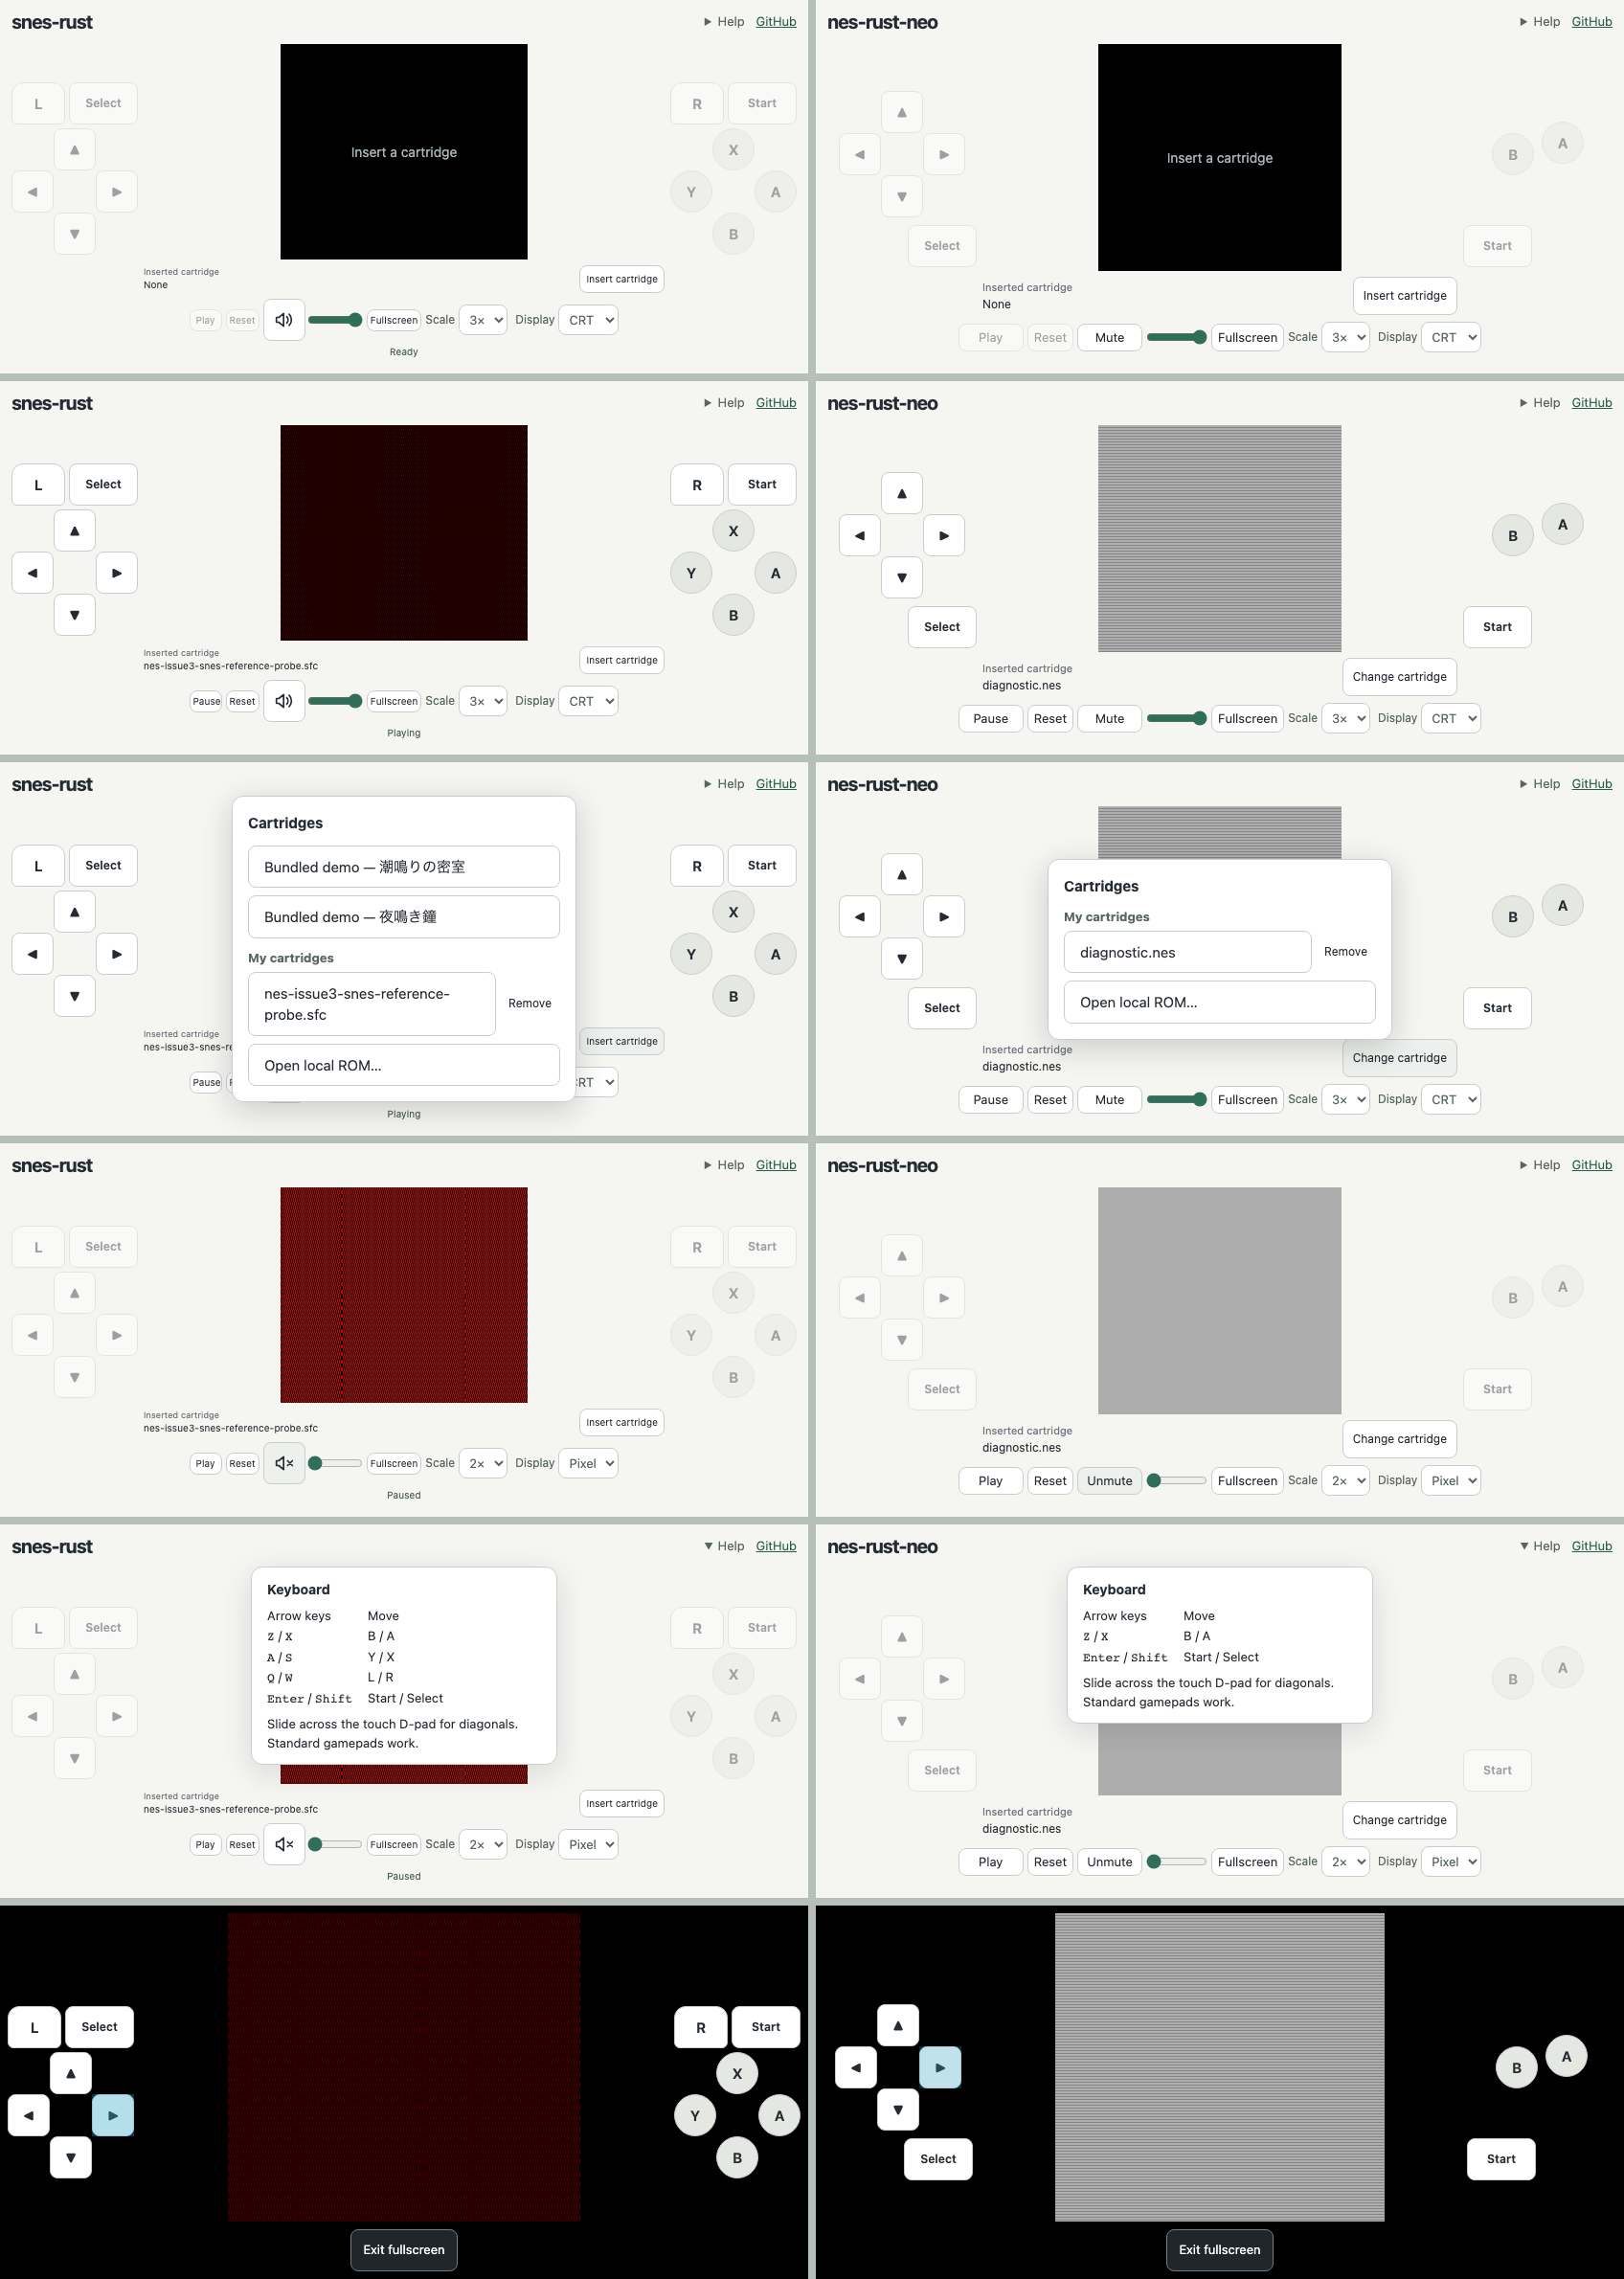 snes-rust
▶ Help GitHub
L Select
R Start
▲
◀ ▶
▼
X
Y A
B
Insert a cartridge
Inserted cartridge
None
Insert cartridge
Play Reset Fullscreen Scale 3× Display CRT
Ready
nes-rust-neo
▶ Help GitHub
▲
◀ ▶
▼
Select
B A
Start
Insert a cartridge
Inserted cartridge
None
Insert cartridge
Play Reset Mute Fullscreen Scale 3× Display CRT
snes-rust
▶ Help GitHub
L Select
R Start
▲
◀ ▶
▼
X
Y A
B
Inserted cartridge
nes-issue3-snes-reference-probe.sfc
Insert cartridge
Pause Reset Fullscreen Scale 3× Display CRT
Playing
nes-rust-neo
▶ Help GitHub
▲
◀ ▶
▼
Select
B A
Start
Inserted cartridge
diagnostic.nes
Change cartridge
Pause Reset Mute Fullscreen Scale 3× Display CRT
snes-rust
▶ Help GitHub
L Select
R Start
▲
◀ ▶
▼
X
Y A
B
Cartridges
Bundled demo — 潮鳴りの密室
Bundled demo — 夜鳴き鐘
My cartridges
nes-issue3-snes-reference-
probe.sfc
Remove
Open local ROM...
Inserted cartridge
nes-issue3-snes-re
Insert cartridge
Pause CRT
Playing
nes-rust-neo
▶ Help GitHub
▲
◀ ▶
▼
Select
B A
Start
Cartridges
My cartridges
diagnostic.nes Remove
Open local ROM...
Inserted cartridge
diagnostic.nes
Change cartridge
Pause Reset Mute Fullscreen Scale 3× Display CRT
snes-rust
▶ Help GitHub
L Select
R Start
▲
◀ ▶
▼
X
Y A
B
Inserted cartridge
nes-issue3-snes-reference-probe.sfc
Insert cartridge
Play Reset Fullscreen Scale 2× Display Pixel
Paused
nes-rust-neo
▶ Help GitHub
▲
◀ ▶
▼
Select
B A
Start
Inserted cartridge
diagnostic.nes
Change cartridge
Play Reset Unmute Fullscreen Scale 2× Display Pixel
snes-rust
▼ Help GitHub
L Select
R Start
▲
◀ ▶
▼
X
Y A
B
Keyboard
Arrow keys Move
Z / X B / A
A / S Y / X
Q / W L / R
Enter / Shift Start / Select
Slide across the touch D-pad for diagonals.
Standard gamepads work.
Inserted cartridge
nes-issue3-snes-reference-probe.sfc
Insert cartridge
Play Reset Fullscreen Scale 2× Display Pixel
Paused
nes-rust-neo
▼ Help GitHub
▲
◀ ▶
▼
Select
B A
Start
Keyboard
Arrow keys Move
Z / X B / A
Enter / Shift Start / Select
Slide across the touch D-pad for diagonals.
Standard gamepads work.
Inserted cartridge
diagnostic.nes
Change cartridge
Play Reset Unmute Fullscreen Scale 2× Display Pixel
L Select
R Start
▲
◀ ▶
▼
X
Y A
B
Exit fullscreen
▲
◀ ▶
▼
Select
B A
Start
Exit fullscreen